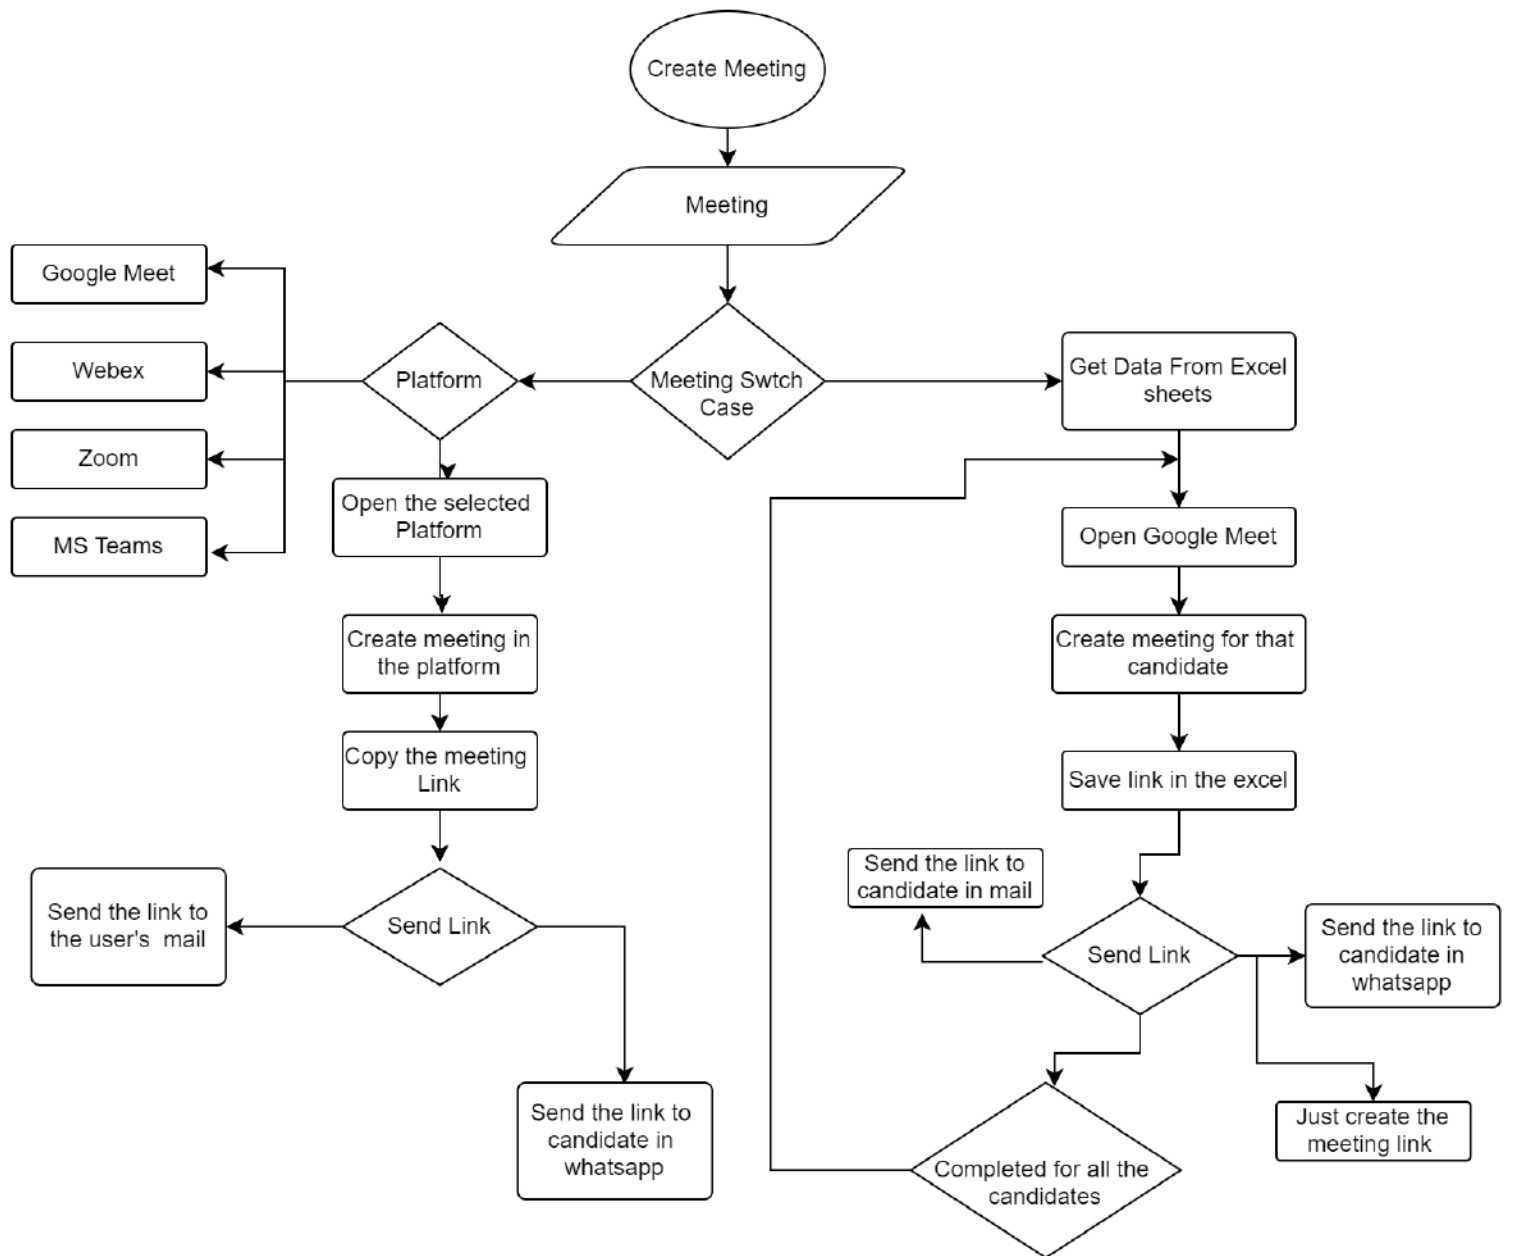 Create Meeting
Meeting
Google Meet
Webex
Zoom
MS Teams
Platform
Meeting Swtch
Case
Get Data From Excel
sheets
Open the selected
Platform
Create meeting in
the platform
Copy the meeting
Link
Send Link
Send the link to
the user's  mail
Send the link to
candidate in
whatsapp
Open Google Meet
Create meeting for that
candidate
Save link in the excel
Send the link to
candidate in mail
Send Link
Send the link to
candidate in
whatsapp
Just create the
meeting link
Completed for all the
candidates